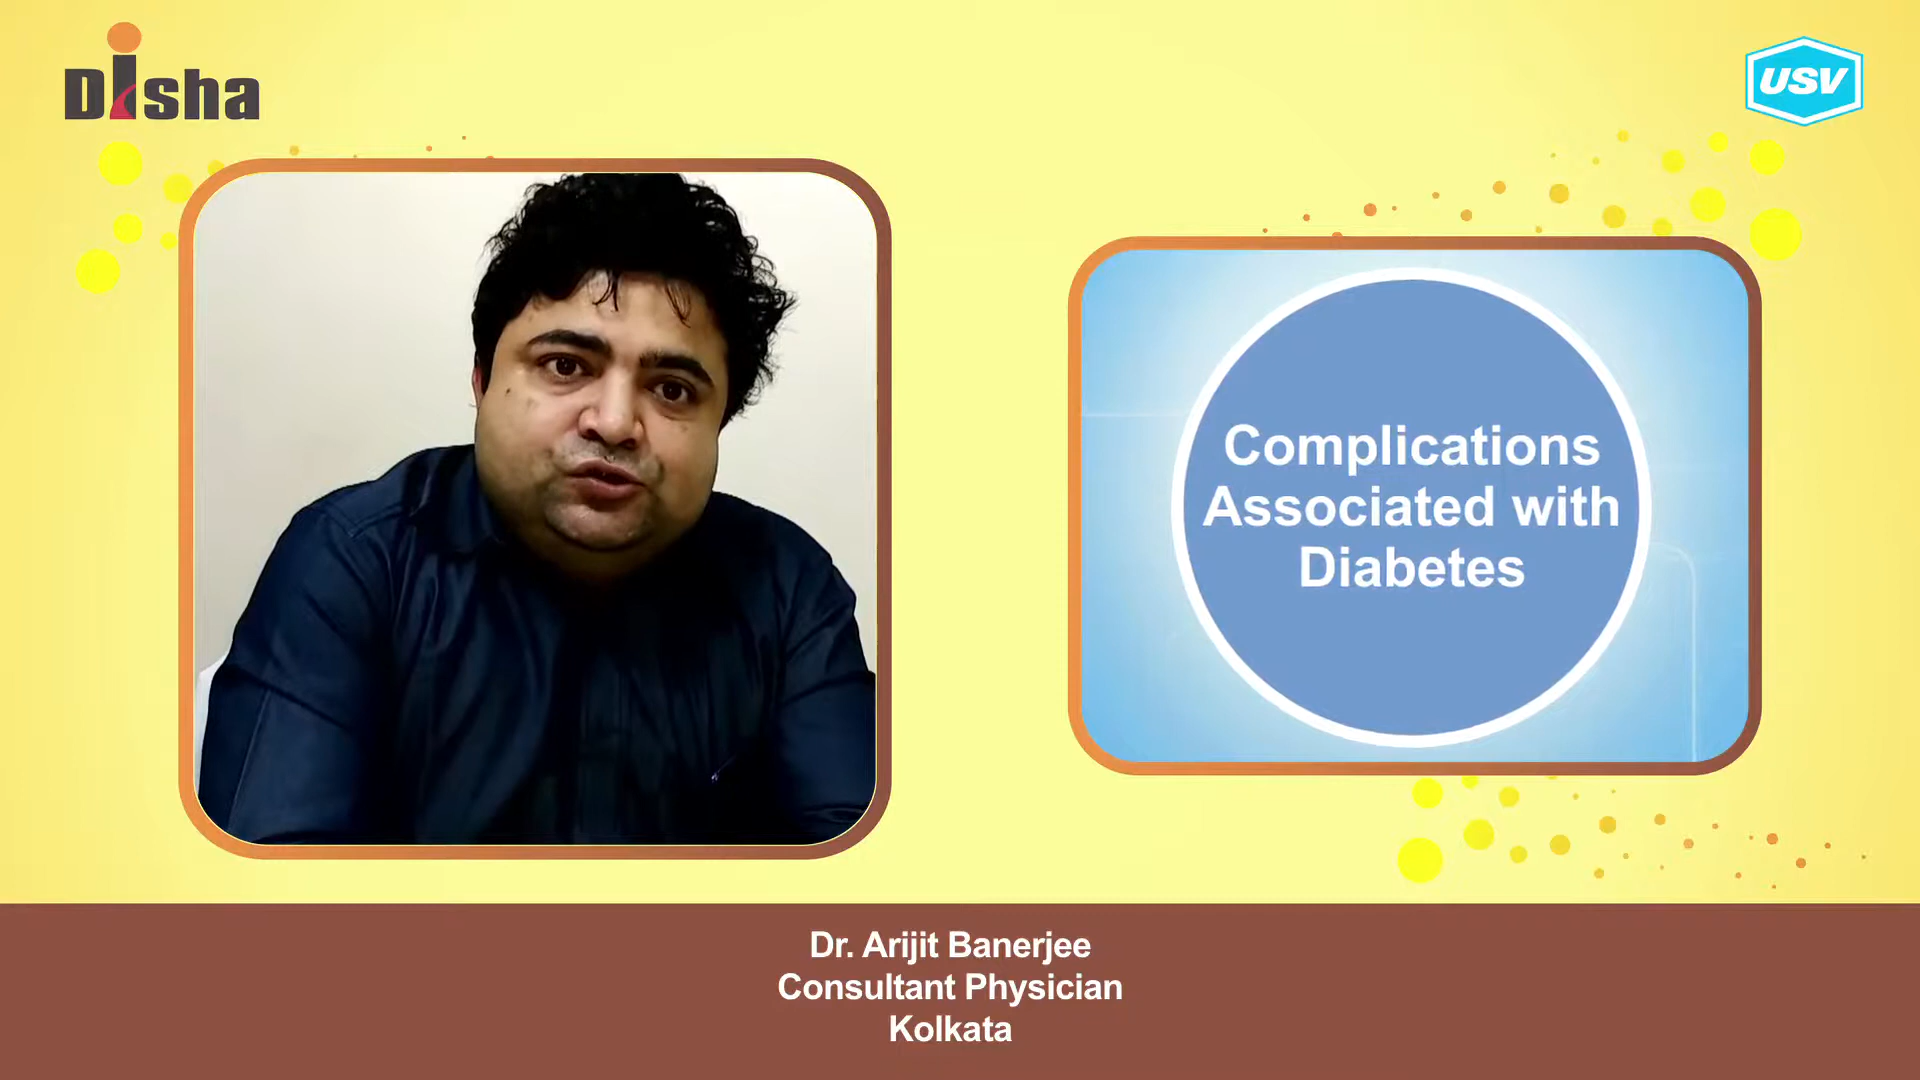 Disha
USV
Complications
Associated with
Diabetes
Dr. Arijit Banerjee
Consultant Physician
Kolkata